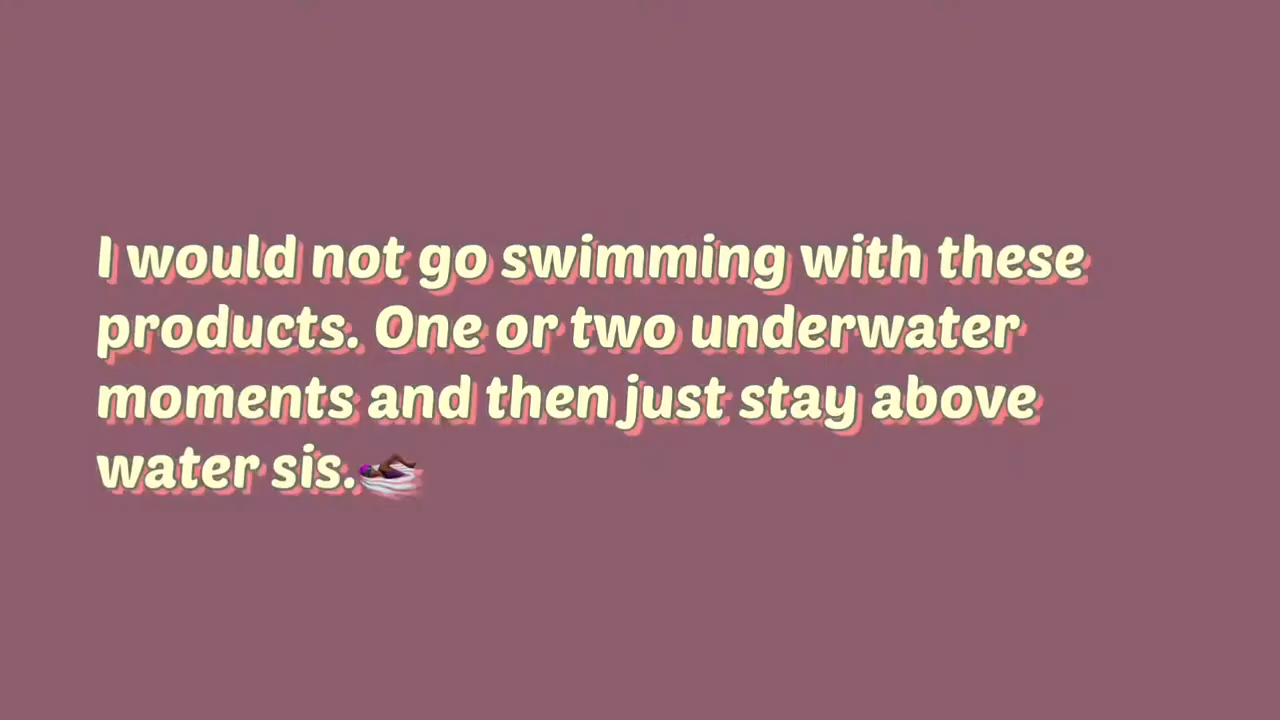 I would not go swimming with these
products. One or two underwater
moments and then just stay above
water sis.🏊🏿‍♀️